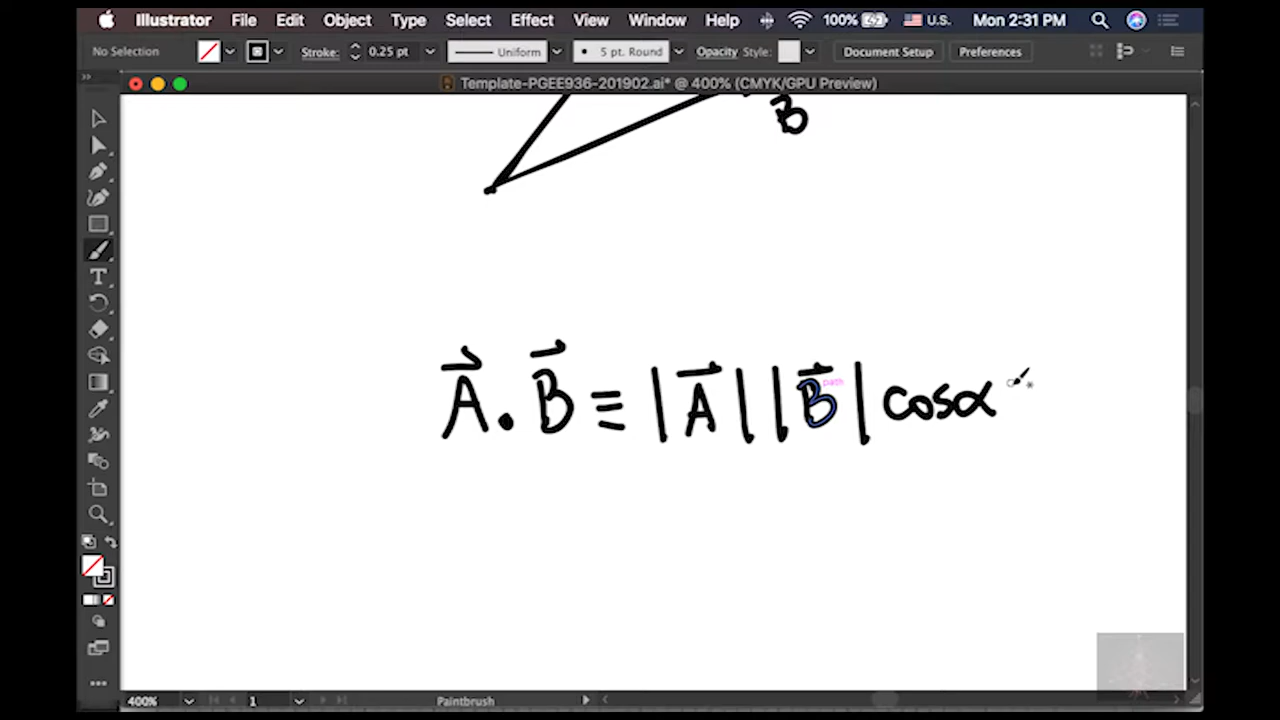 Illustrator File Edit Object Type Select Effect View Window Help 100% U.S. Mon 2:31 PM
No Selection Stroke: 0.25 pt Uniform 5 pt. Round Opacity Style: Document Setup Preferences
Template-PGEE936-201902.ai* @ 400% (CMYK/GPU Preview)
B
A⃗ • B⃗ ≡ |A⃗| |B⃗| cosα
path
400% 1 Paintbrush